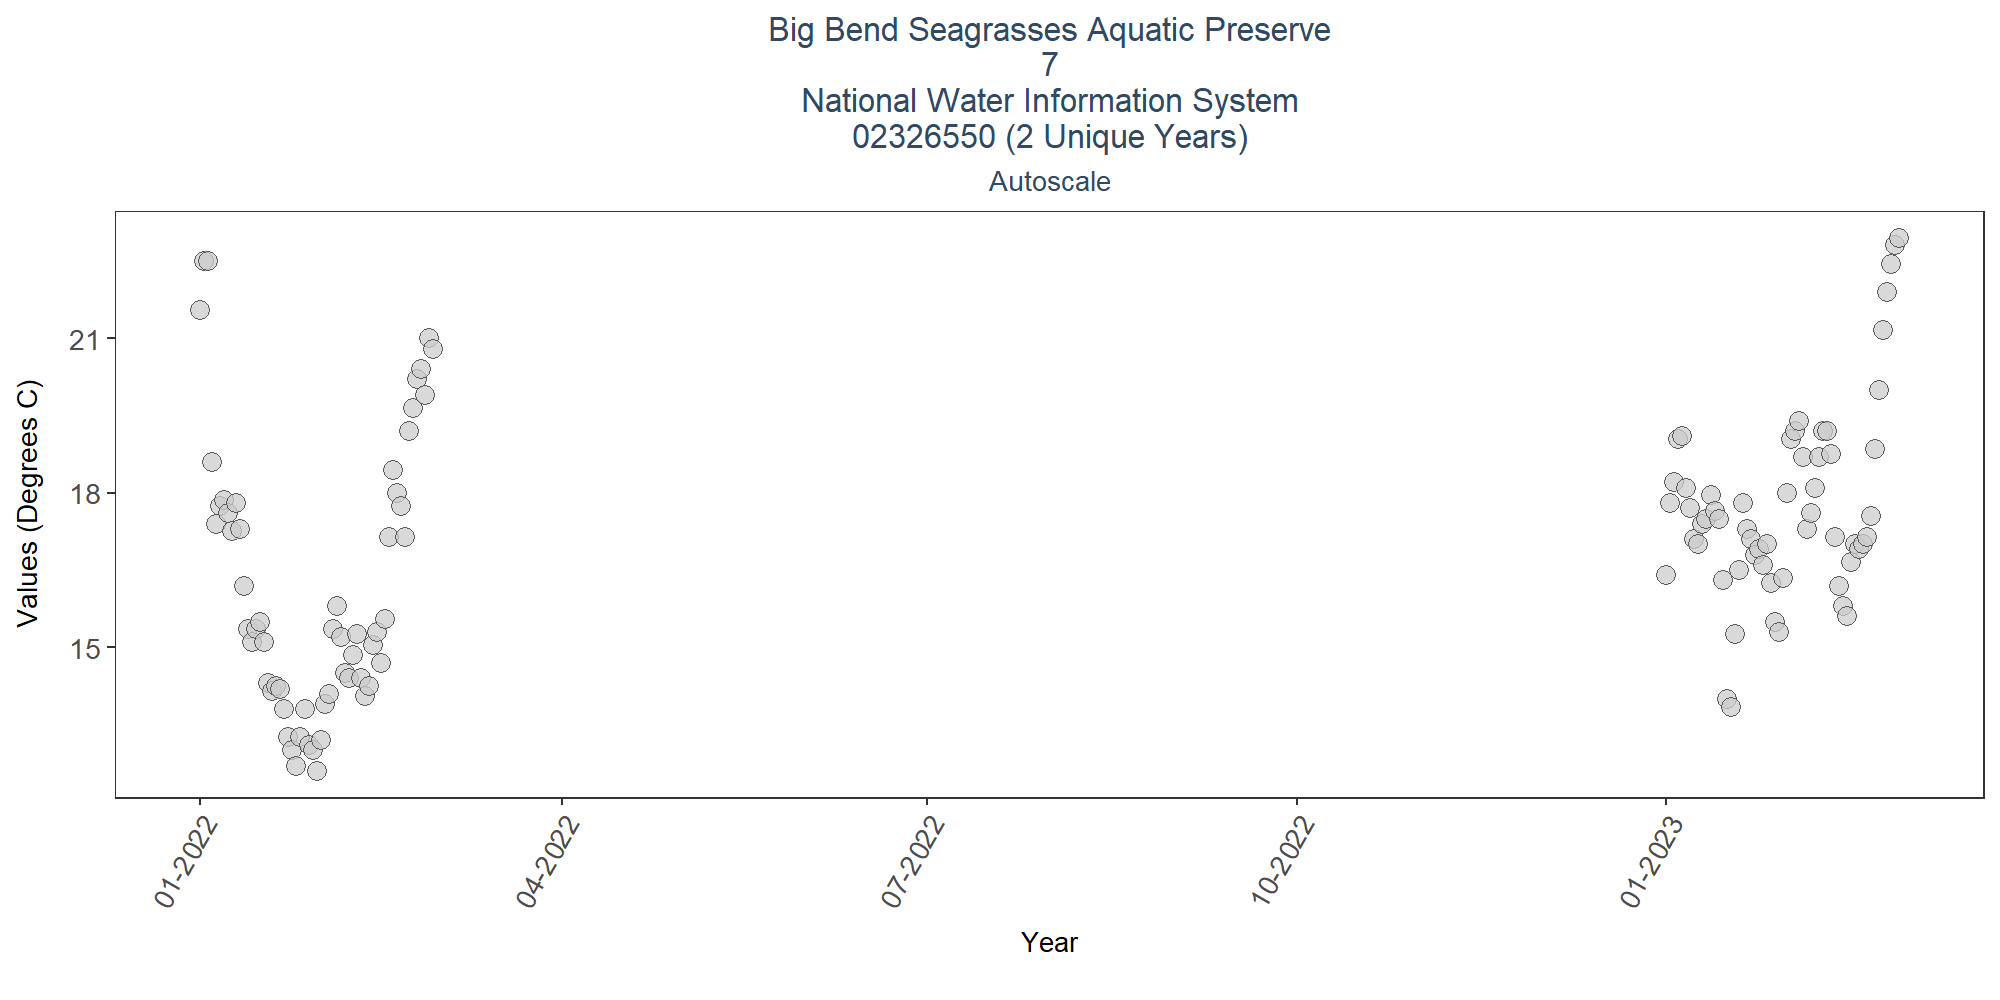 Big Bend Seagrasses Aquatic Preserve
7
National Water Information System
02326550 (2 Unique Years)
Autoscale
Values (Degrees C)
21
18
15
01-2022
04-2022
07-2022
10-2022
01-2023
Year